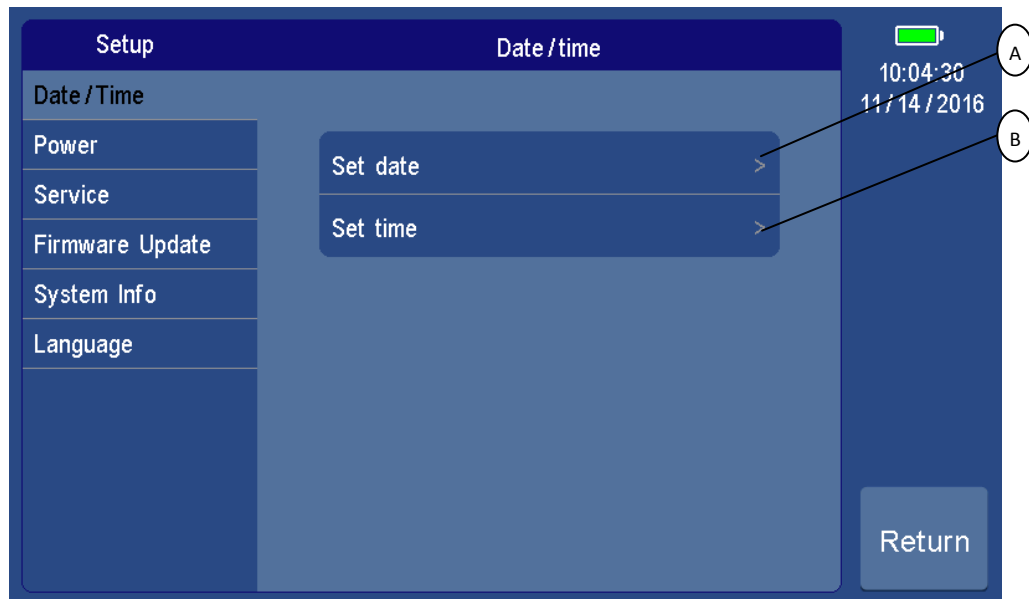 Setup
Date/time
10:04:30
11/14/2016
A
B
Date/Time
Power
Service
Firmware Update
System Info
Language
Set date >
Set time >
Return